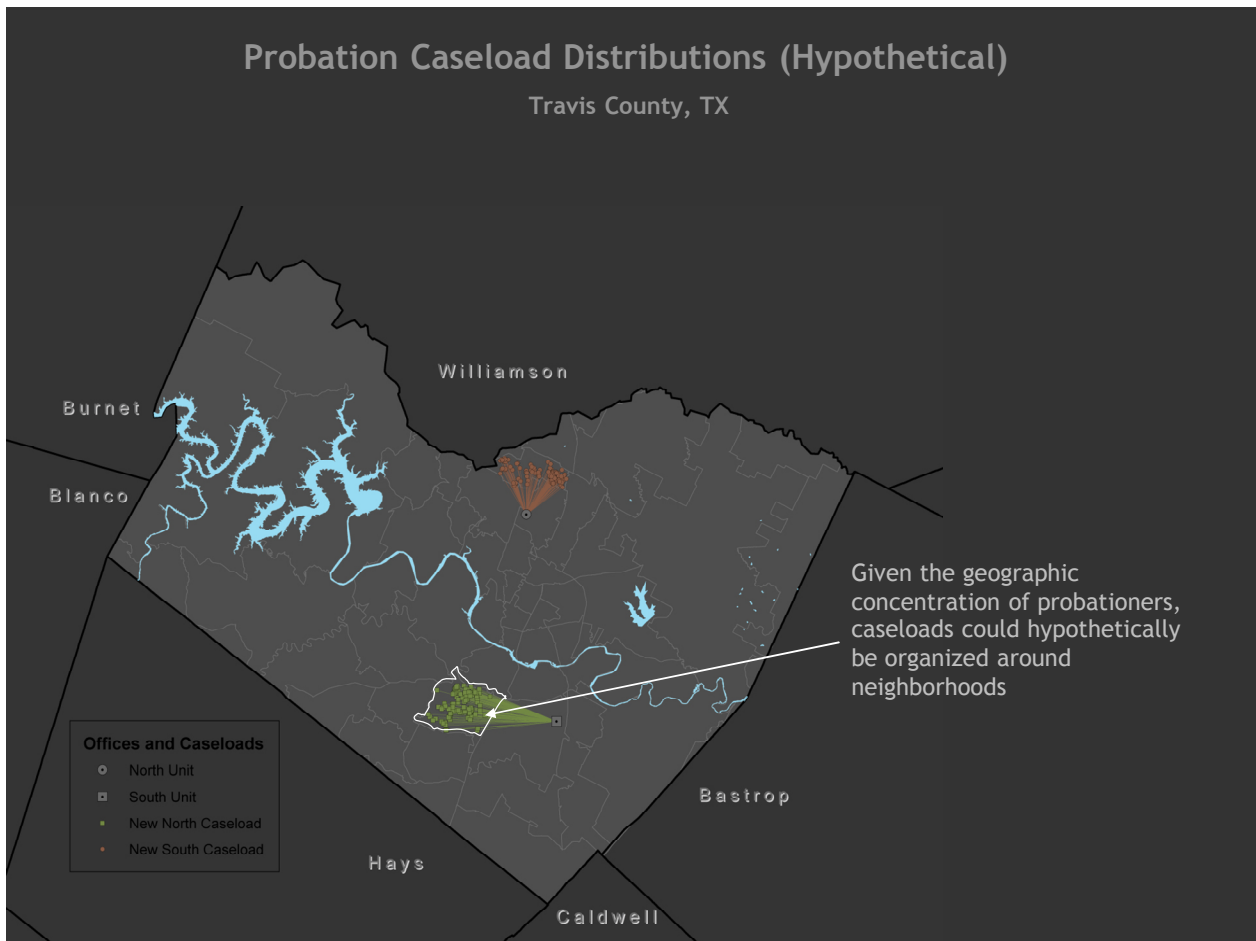 Probation Caseload Distributions (Hypothetical)
Travis County, TX
Williamson
Burnet
Blanco
Given the geographic
concentration of probationers,
caseloads could hypothetically
be organized around
neighborhoods
Offices and Caseloads
North Unit
South Unit
New North Caseload
New South Caseload
Bastrop
Hays
Caldwell